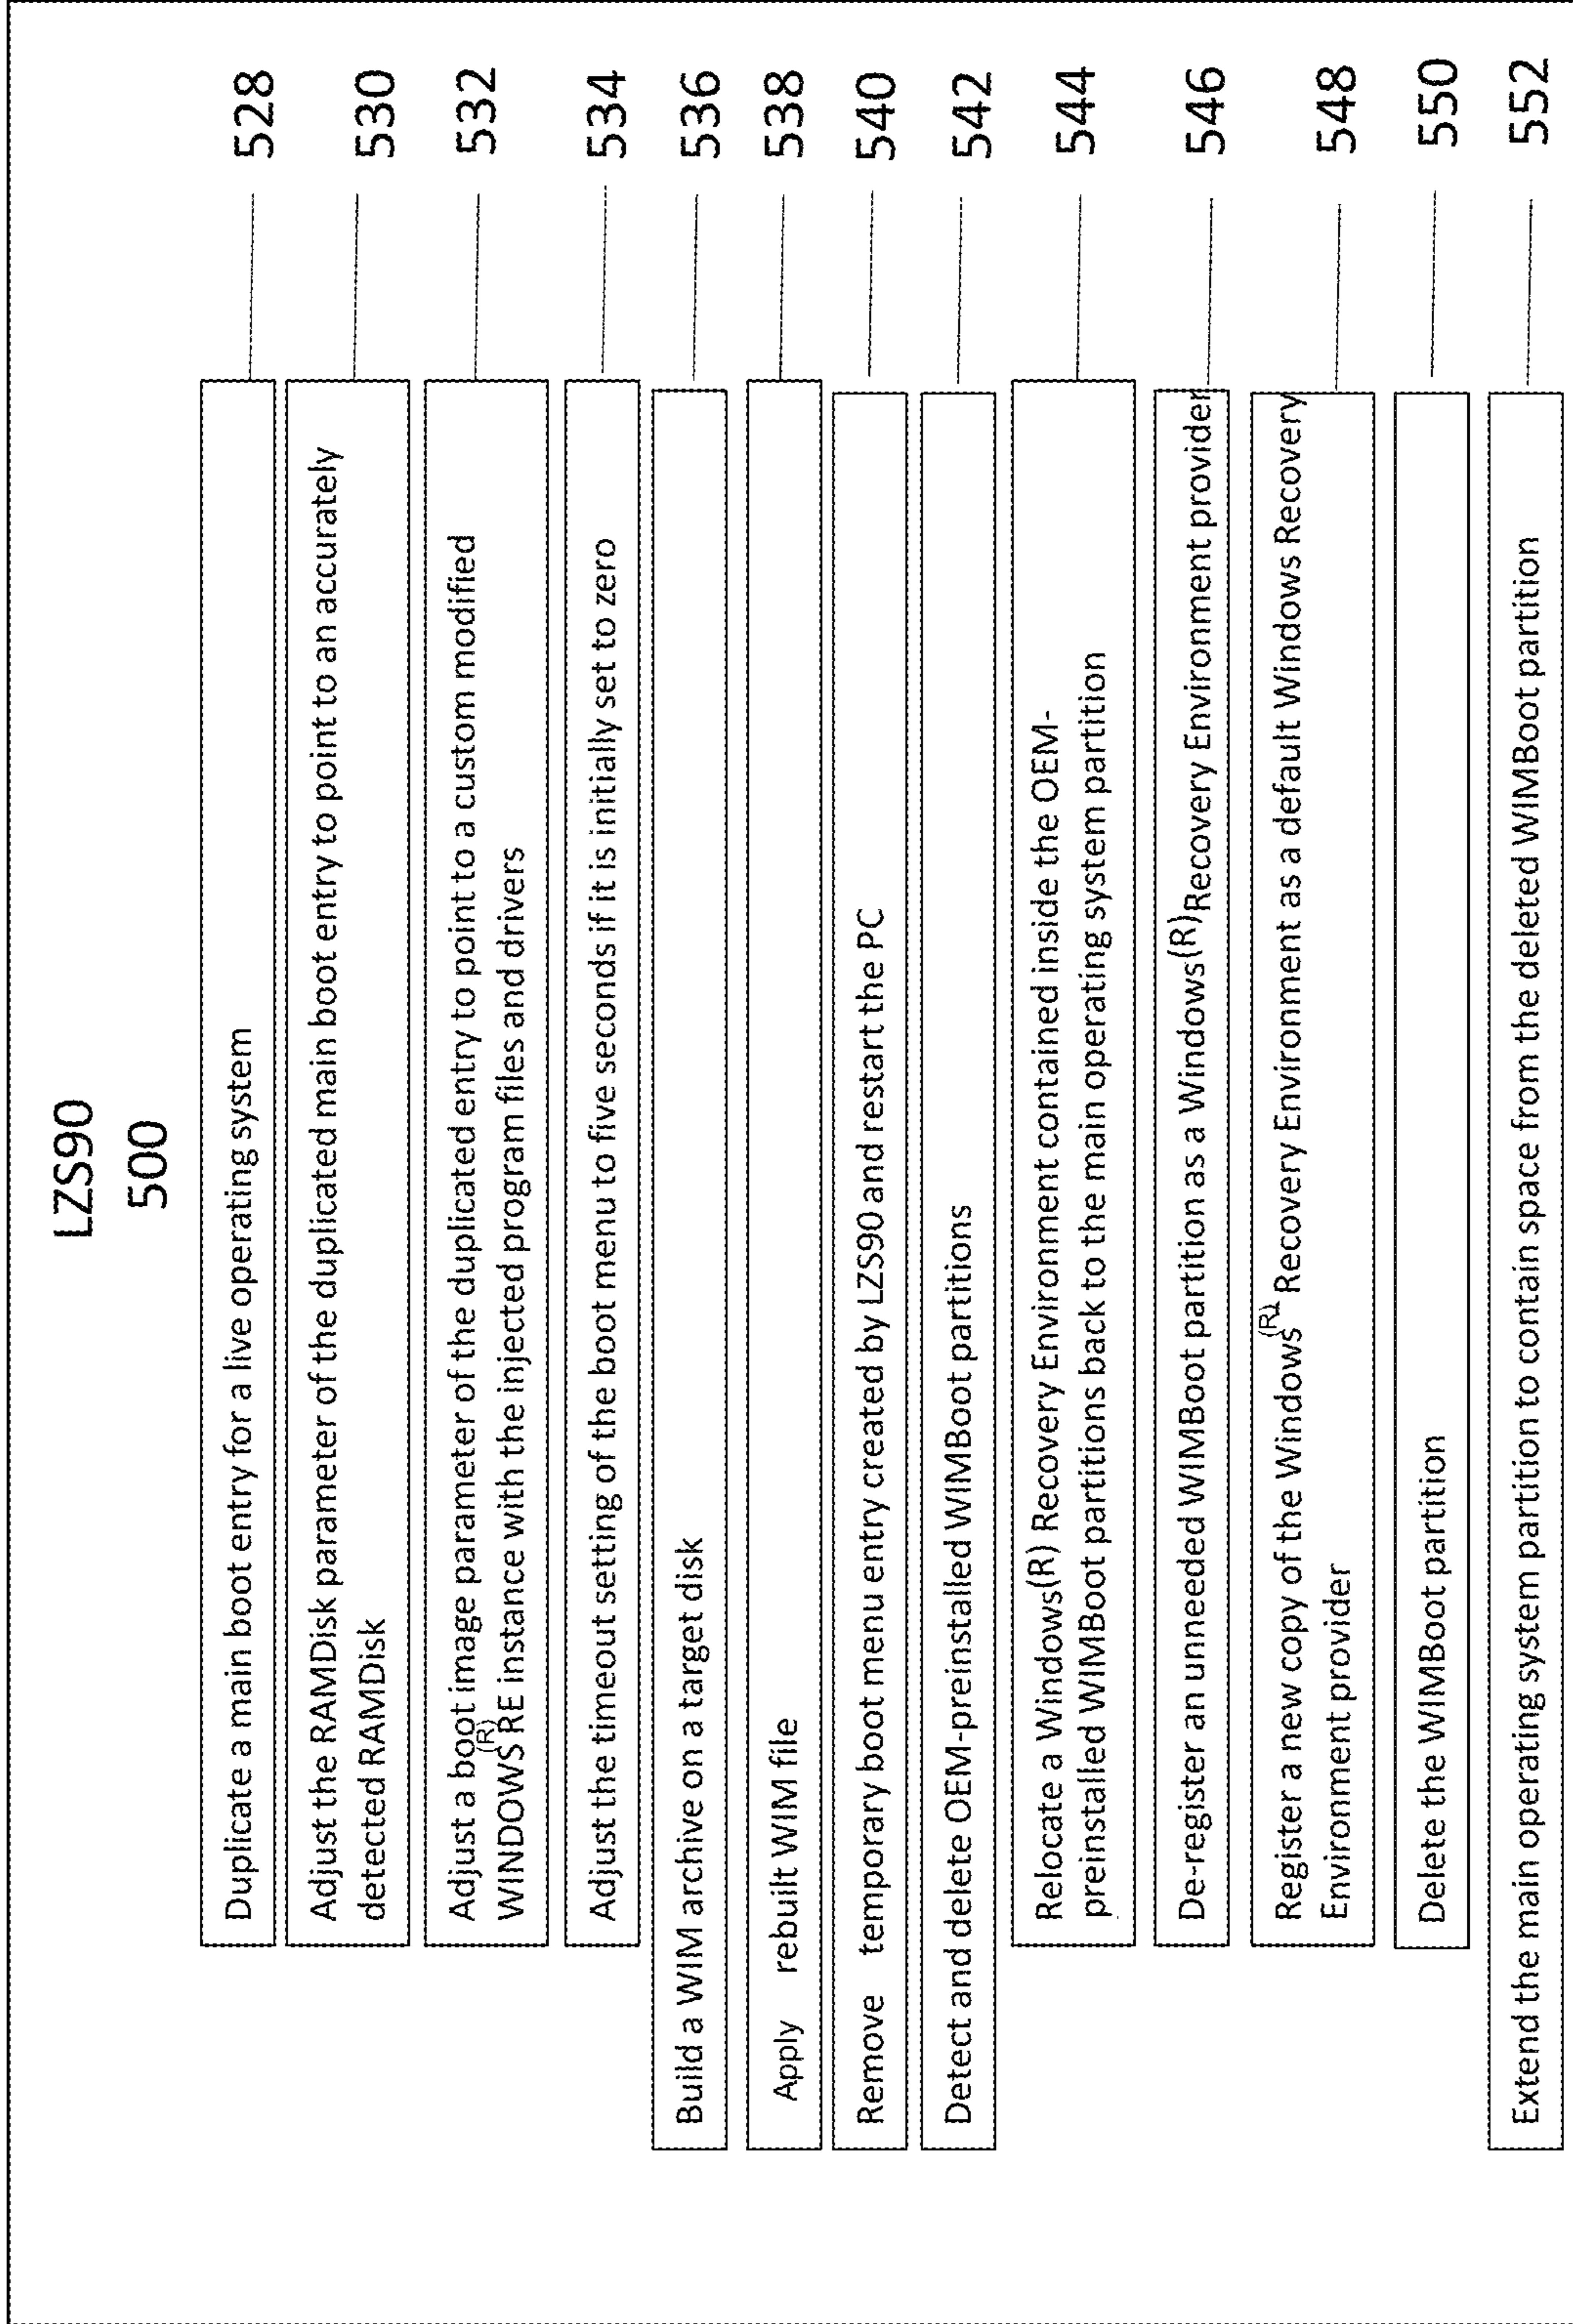 LZS90
500
Duplicate a main boot entry for a live operating system 528
Adjust the RAMDisk parameter of the duplicated main boot entry to point to an accurately
detected RAMDisk 530
Adjust a boot image parameter of the duplicated entry to point to a custom modified
WINDOWS(R) RE instance with the injected program files and drivers 532
Adjust the timeout setting of the boot menu to five seconds if it is initially set to zero 534
Build a WIM archive on a target disk 536
Apply rebuilt WIM file 538
Remove temporary boot menu entry created by LZS90 and restart the PC 540
Detect and delete OEM-preinstalled WIMBoot partitions 542
Relocate a Windows(R) Recovery Environment contained inside the OEM-
preinstalled WIMBoot partitions back to the main operating system partition 544
De-register an unneeded WIMBoot partition as a Windows(R) Recovery Environment provider 546
Register a new copy of the Windows(R) Recovery Environment as a default Windows Recovery
Environment provider 548
Delete the WIMBoot partition 550
Extend the main operating system partition to contain space from the deleted WIMBoot partition 552